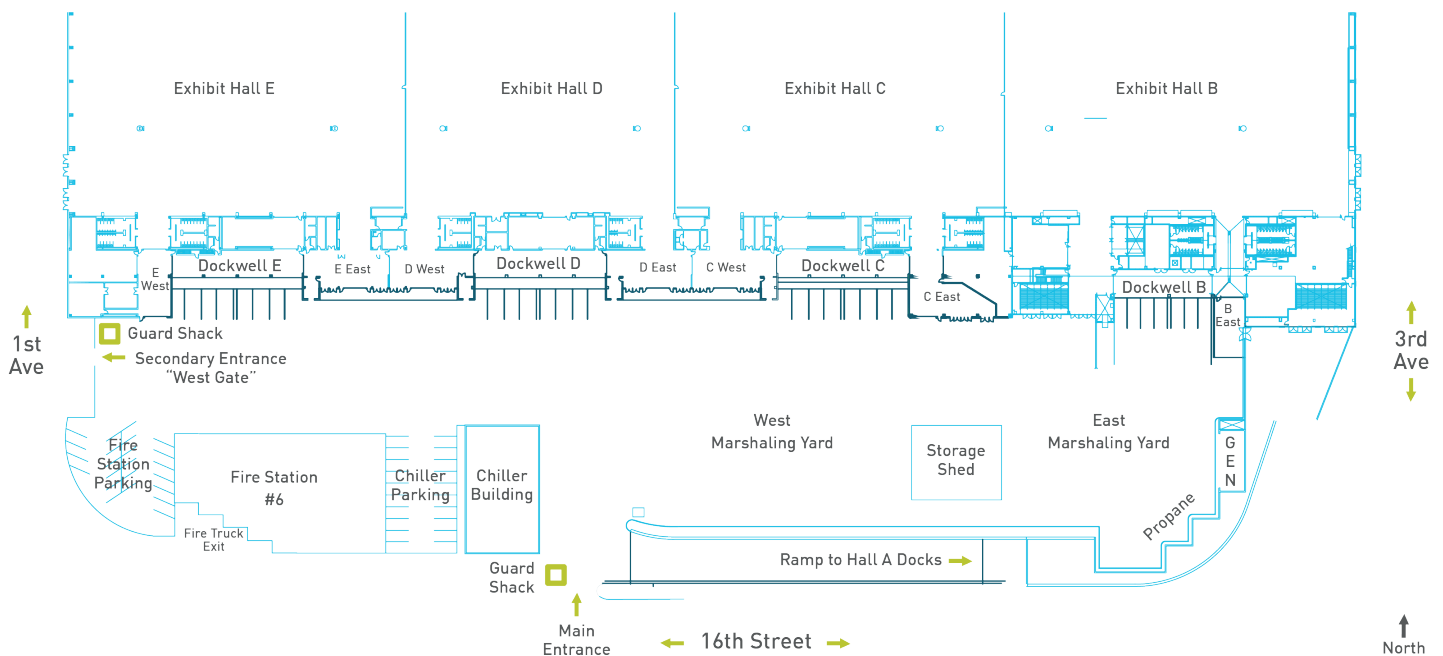 Exhibit Hall E
Exhibit Hall D
Exhibit Hall C
Exhibit Hall B
E
West
Dockwell E
E East
D West
Dockwell D
D East
C West
Dockwell C
C East
Dockwell B
B
East
1st
Ave
Guard Shack
Secondary Entrance
“West Gate”
3rd
Ave
Fire
Station
Parking
Fire Station
#6
Fire Truck
Exit
Chiller
Parking
Chiller
Building
West
Marshaling Yard
Storage
Shed
East
Marshaling Yard
G
E
N
Propane
Ramp to Hall A Docks
Guard
Shack
Main
Entrance
16th Street
North